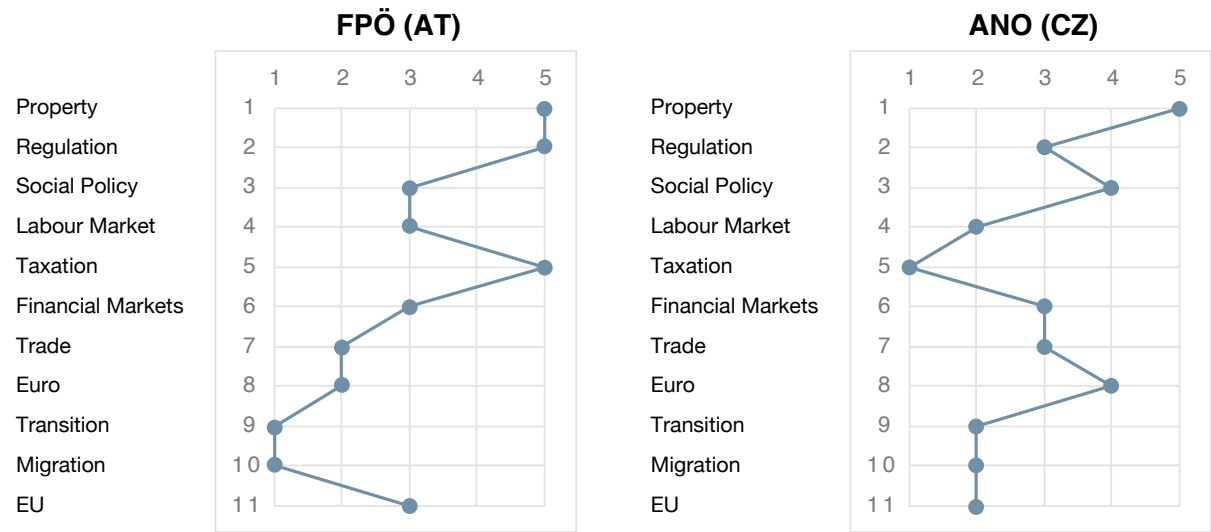 FPÖ (AT)
1 2 3 4 5
Property 1
Regulation 2
Social Policy 3
Labour Market 4
Taxation 5
Financial Markets 6
Trade 7
Euro 8
Transition 9
Migration 10
EU 11
ANO (CZ)
1 2 3 4 5
Property 1
Regulation 2
Social Policy 3
Labour Market 4
Taxation 5
Financial Markets 6
Trade 7
Euro 8
Transition 9
Migration 10
EU 11